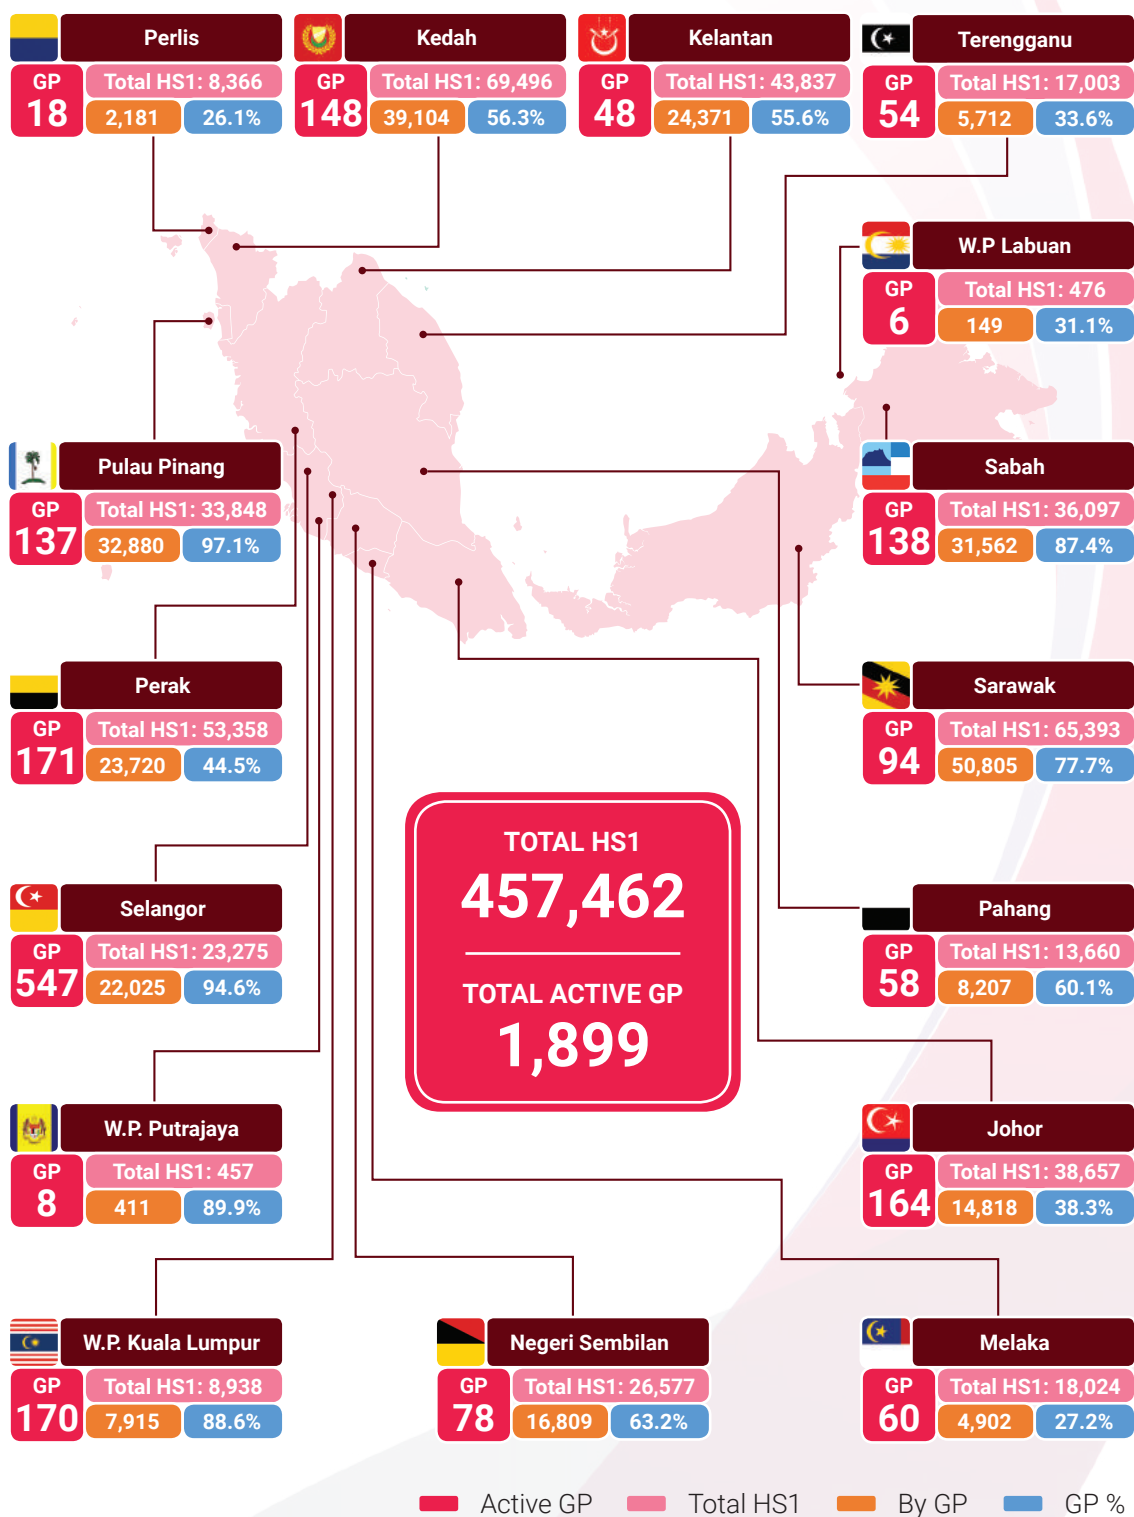 Perlis
GP
18
Total HS1: 8,366
2,181
26.1%
Kedah
GP
148
Total HS1: 69,496
39,104
56.3%
Kelantan
GP
48
Total HS1: 43,837
24,371
55.6%
Terengganu
GP
54
Total HS1: 17,003
5,712
33.6%
W.P Labuan
GP
6
Total HS1: 476
149
31.1%
Pulau Pinang
GP
137
Total HS1: 33,848
32,880
97.1%
Sabah
GP
138
Total HS1: 36,097
31,562
87.4%
Perak
GP
171
Total HS1: 53,358
23,720
44.5%
Sarawak
GP
94
Total HS1: 65,393
50,805
77.7%
TOTAL HS1
457,462
TOTAL ACTIVE GP
1,899
Selangor
GP
547
Total HS1: 23,275
22,025
94.6%
Pahang
GP
58
Total HS1: 13,660
8,207
60.1%
W.P. Putrajaya
GP
8
Total HS1: 457
411
89.9%
Johor
GP
164
Total HS1: 38,657
14,818
38.3%
W.P. Kuala Lumpur
GP
170
Total HS1: 8,938
7,915
88.6%
Negeri Sembilan
GP
78
Total HS1: 26,577
16,809
63.2%
Melaka
GP
60
Total HS1: 18,024
4,902
27.2%
Active GP
Total HS1
By GP
GP %